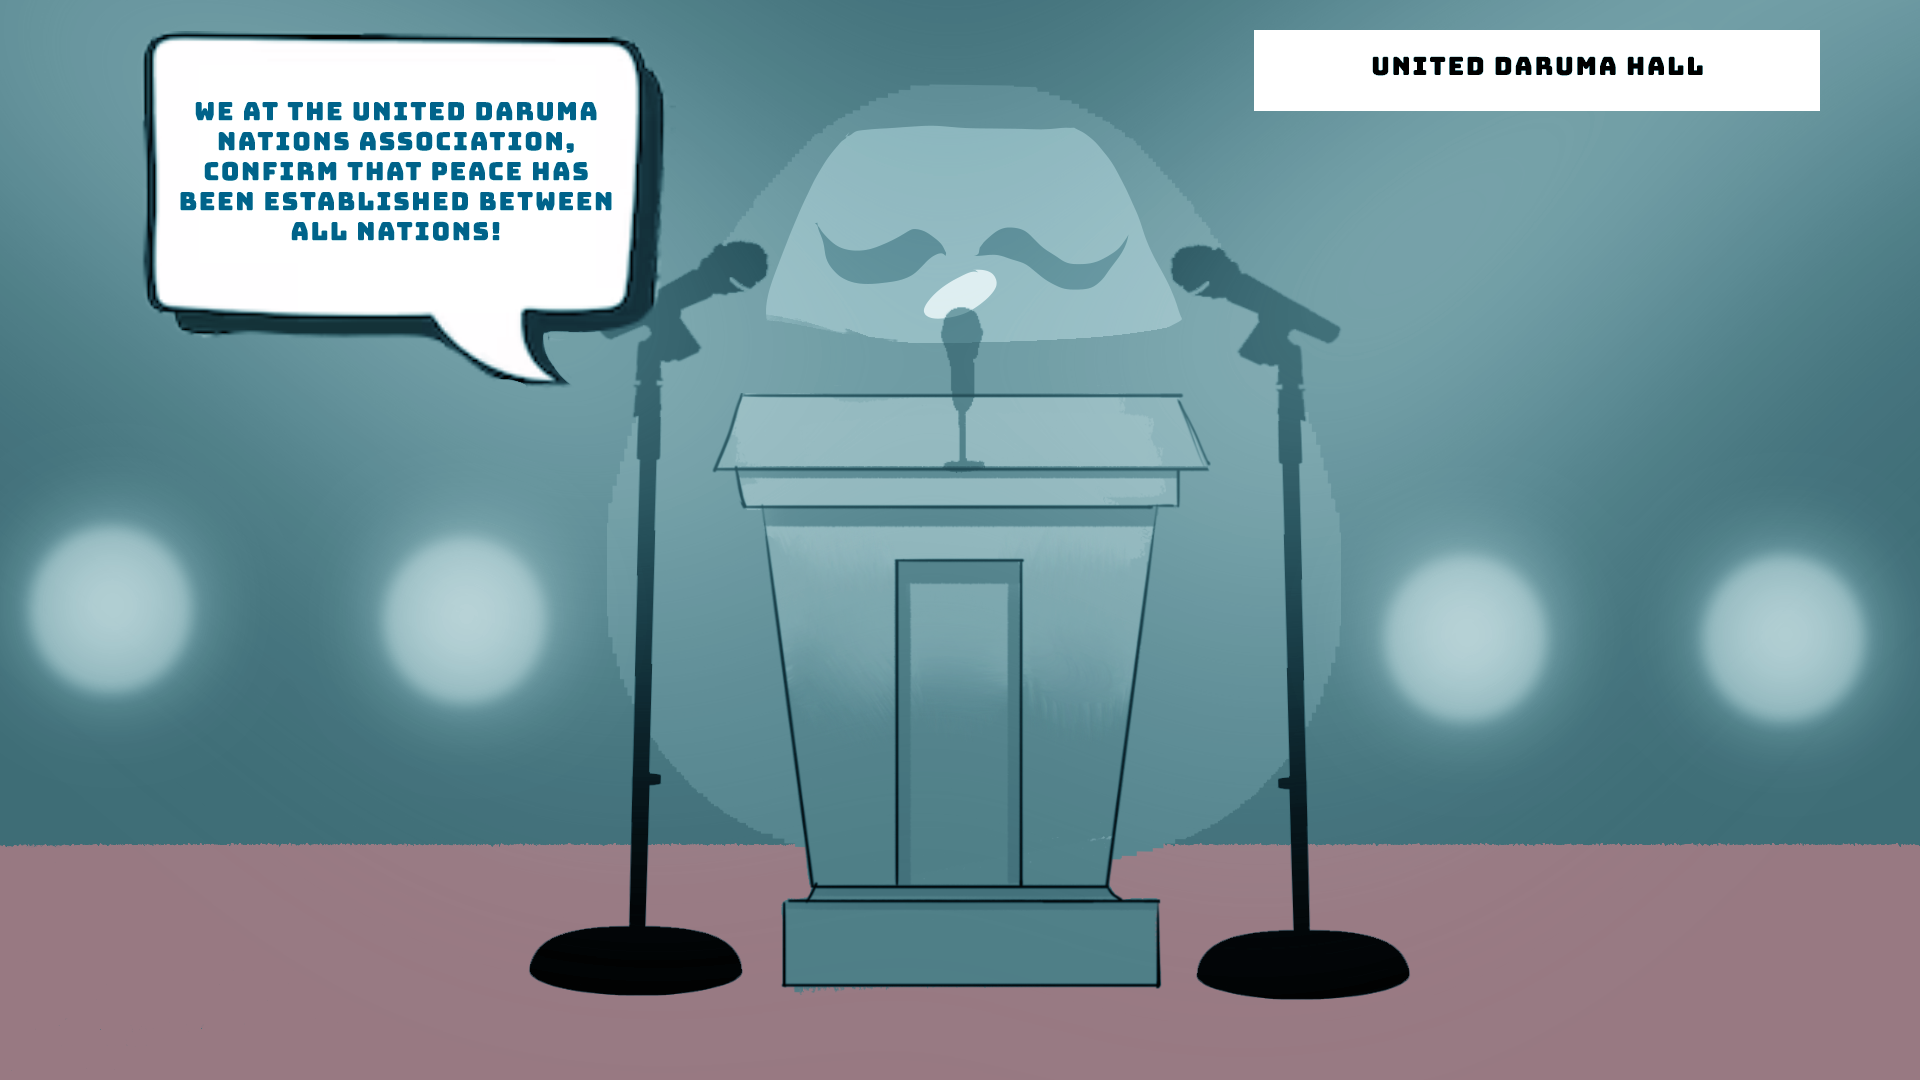 WE AT THE UNITED DARUMA
NATIONS ASSOCIATION,
CONFIRM THAT PEACE HAS
BEEN ESTABLISHED BETWEEN
ALL NATIONS!
UNITED DARUMA HALL